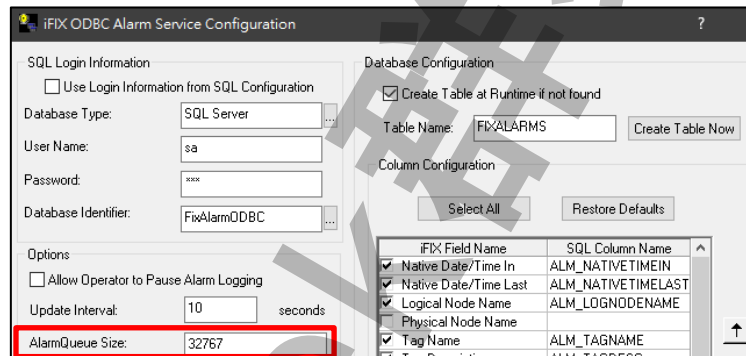 iFIX ODBC Alarm Service Configuration ?
SQL Login Information
Use Login Information from SQL Configuration
Database Type: SQL Server ...
User Name: sa
Password: ***
Database Identifier: FixAlarmODBC ...
Options
Allow Operator to Pause Alarm Logging
Update Interval: 10 seconds
AlarmQueue Size: 32767
Database Configuration
Create Table at Runtime if not found
Table Name: FIXALARMS Create Table Now
Column Configuration
Select All Restore Defaults
iFIX Field Name SQL Column Name
Native Date/Time In ALM_NATIVETIMEIN
Native Date/Time Last ALM_NATIVETIMELAST
Logical Node Name ALM_LOGNODENAME
Physical Node Name
Tag Name ALM_TAGNAME